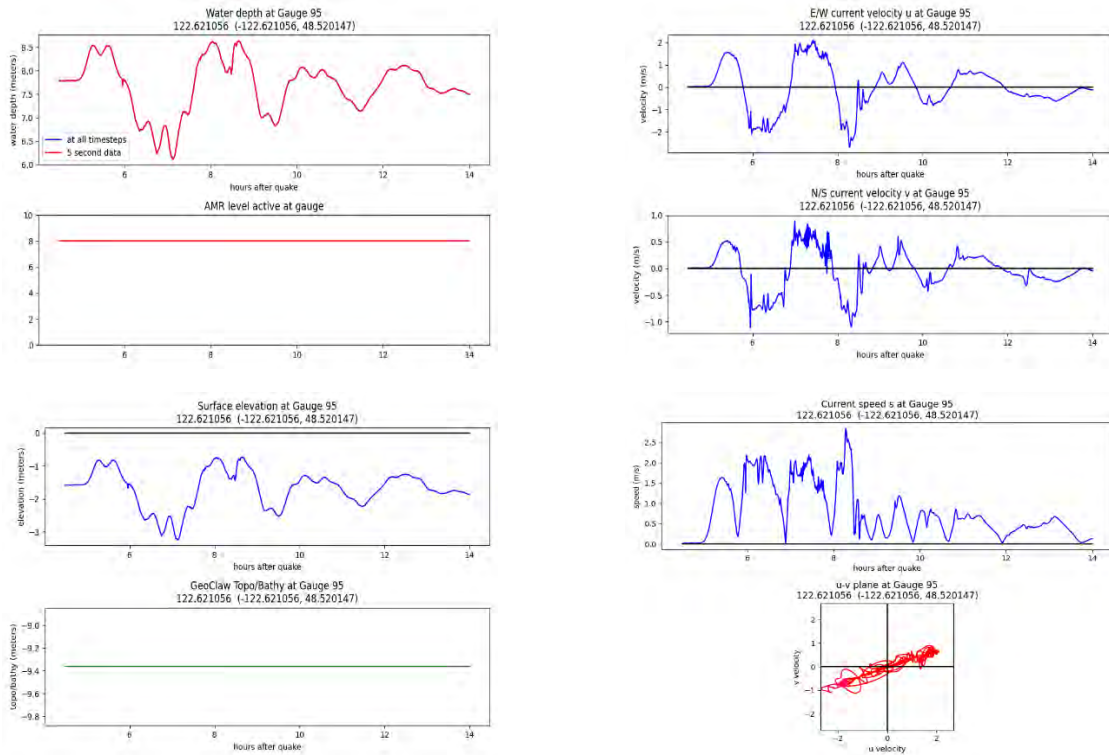 Water depth at Gauge 95
122.621056 (-122.621056, 48.520147)
8.5
8.0
7.5
7.0
6.5
6.0
water depth (meters)
at all timesteps
5 second data
6 8 10 12 14
hours after quake
AMR level active at gauge
10
8
6
4
2
0
6 8 10 12 14
Surface elevation at Gauge 95
122.621056 (-122.621056, 48.520147)
0
−1
−2
−3
elevation (meters)
6 8 10 12 14
hours after quake
GeoClaw Topo/Bathy at Gauge 95
122.621056 (-122.621056, 48.520147)
−9.0
−9.2
−9.4
−9.6
−9.8
topo/bathy (meters)
6 8 10 12 14
hours after quake
E/W current velocity u at Gauge 95
122.621056 (-122.621056, 48.520147)
2
1
0
−1
−2
velocity (m/s)
6 8 10 12 14
hours after quake
N/S current velocity v at Gauge 95
122.621056 (-122.621056, 48.520147)
1.0
0.5
0.0
−0.5
−1.0
velocity (m/s)
6 8 10 12 14
hours after quake
Current speed s at Gauge 95
122.621056 (-122.621056, 48.520147)
2.5
2.0
1.5
1.0
0.5
0.0
speed (m/s)
6 8 10 12 14
hours after quake
u-v plane at Gauge 95
122.621056 (-122.621056, 48.520147)
2
1
0
−1
−2
v velocity
−2 0 2
u velocity